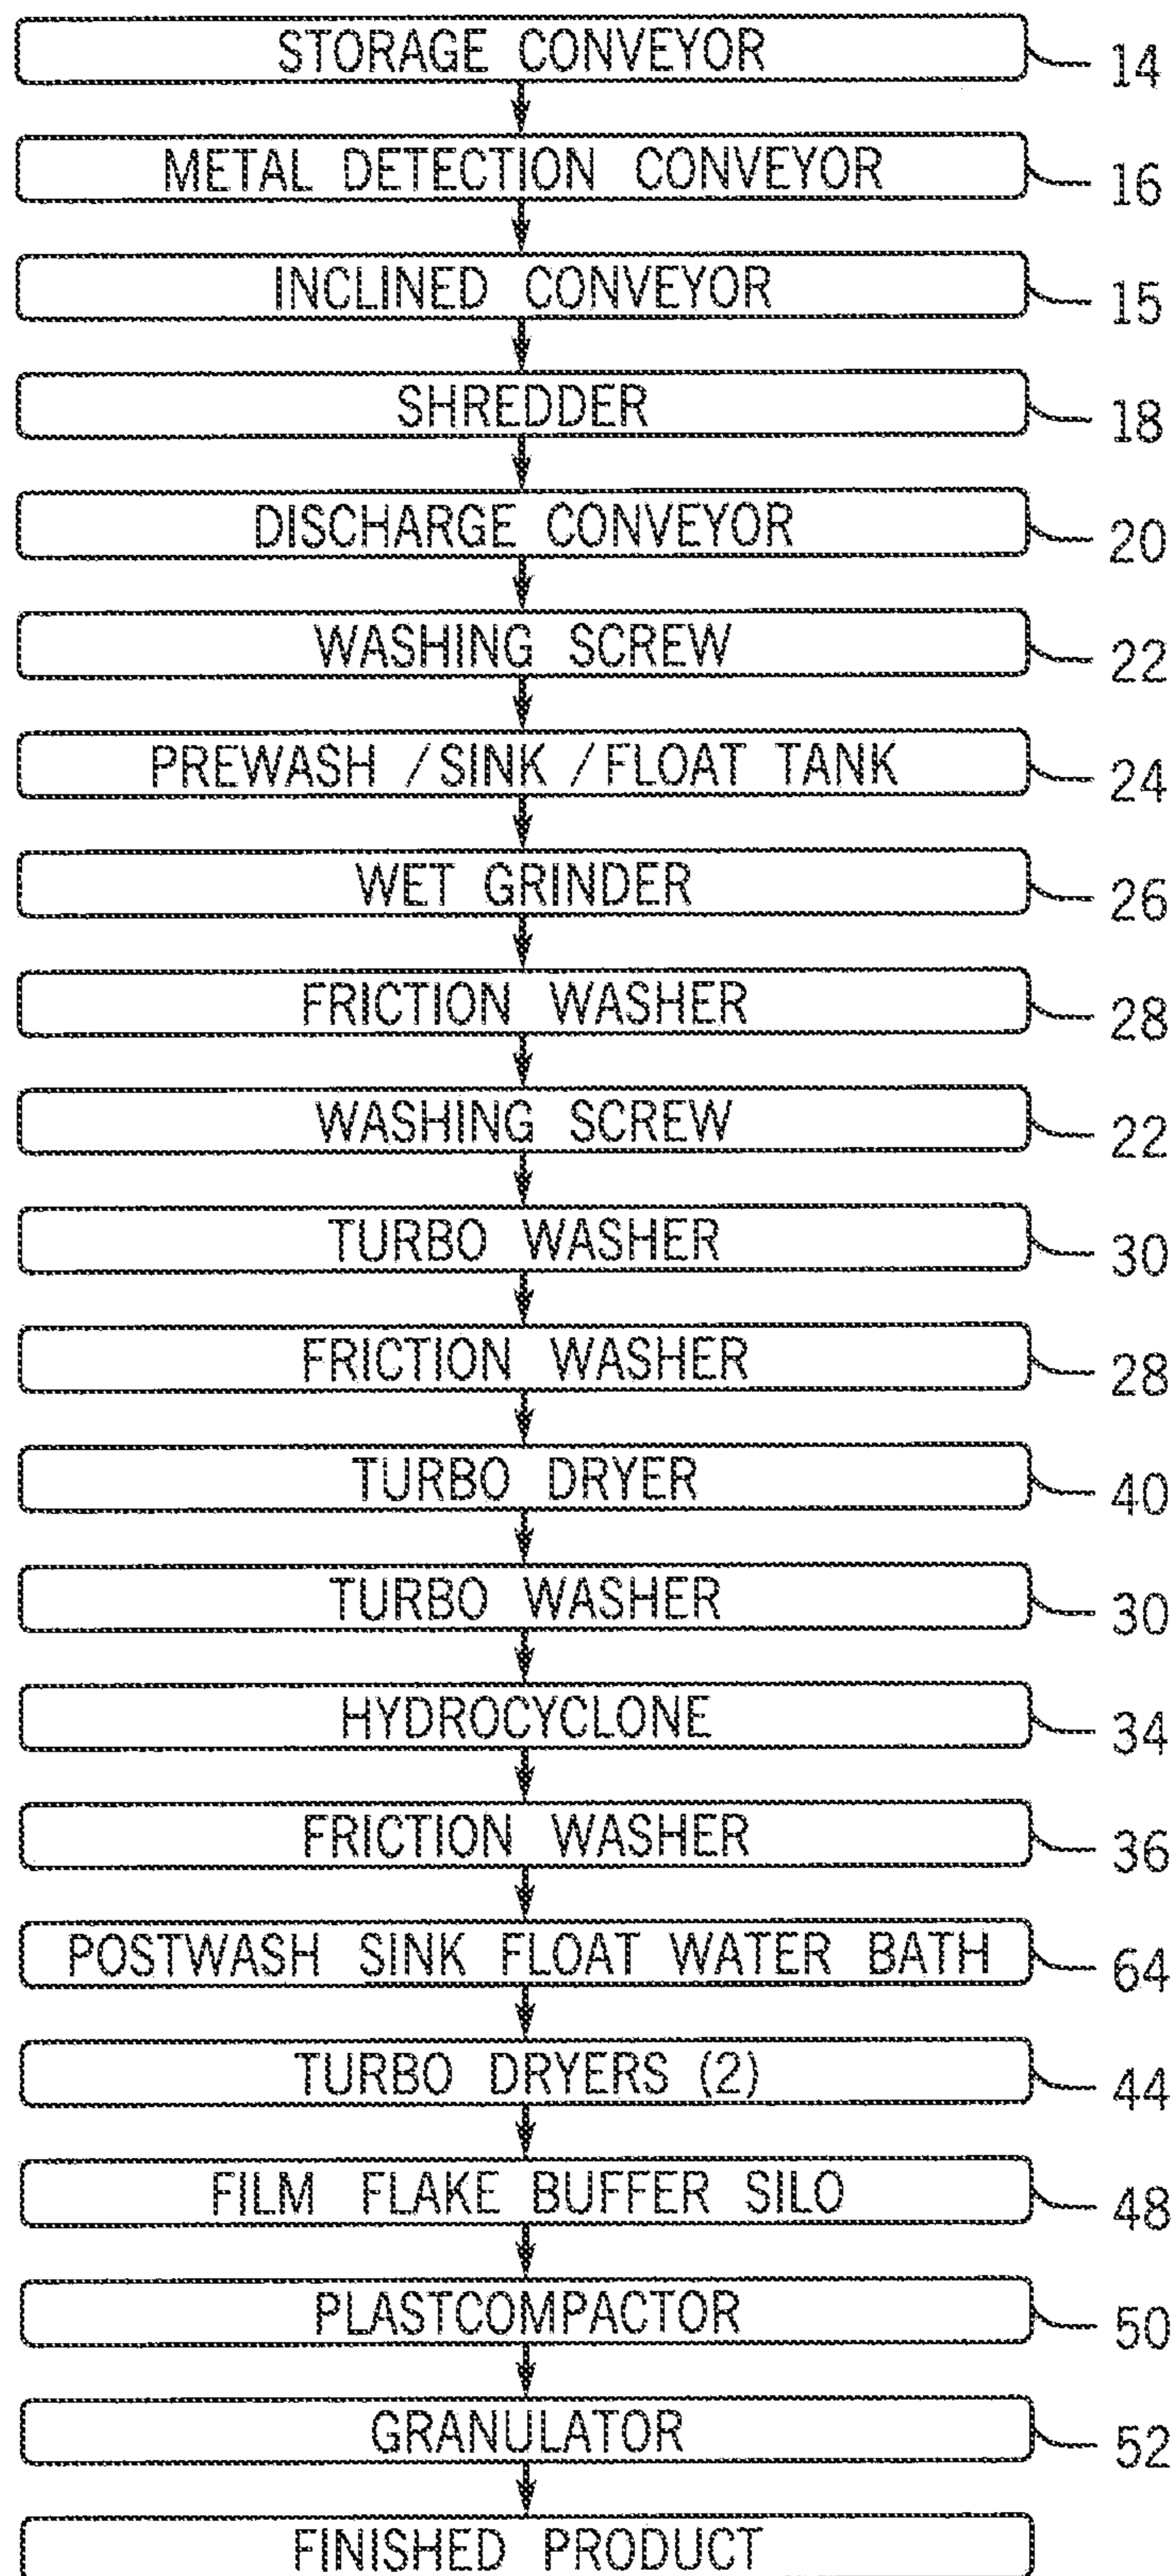 STORAGE CONVEYOR 14
METAL DETECTION CONVEYOR 16
INCLINED CONVEYOR 15
SHREDDER 18
DISCHARGE CONVEYOR 20
WASHING SCREW 22
PREWASH / SINK / FLOAT TANK 24
WET GRINDER 26
FRICTION WASHER 28
WASHING SCREW 22
TURBO WASHER 30
FRICTION WASHER 28
TURBO DRYER 40
TURBO WASHER 30
HYDROCYCLONE 34
FRICTION WASHER 36
POSTWASH SINK FLOAT WATER BATH 64
TURBO DRYERS (2) 44
FILM FLAKE BUFFER SILO 48
PLASTCOMPACTOR 50
GRANULATOR 52
FINISHED PRODUCT